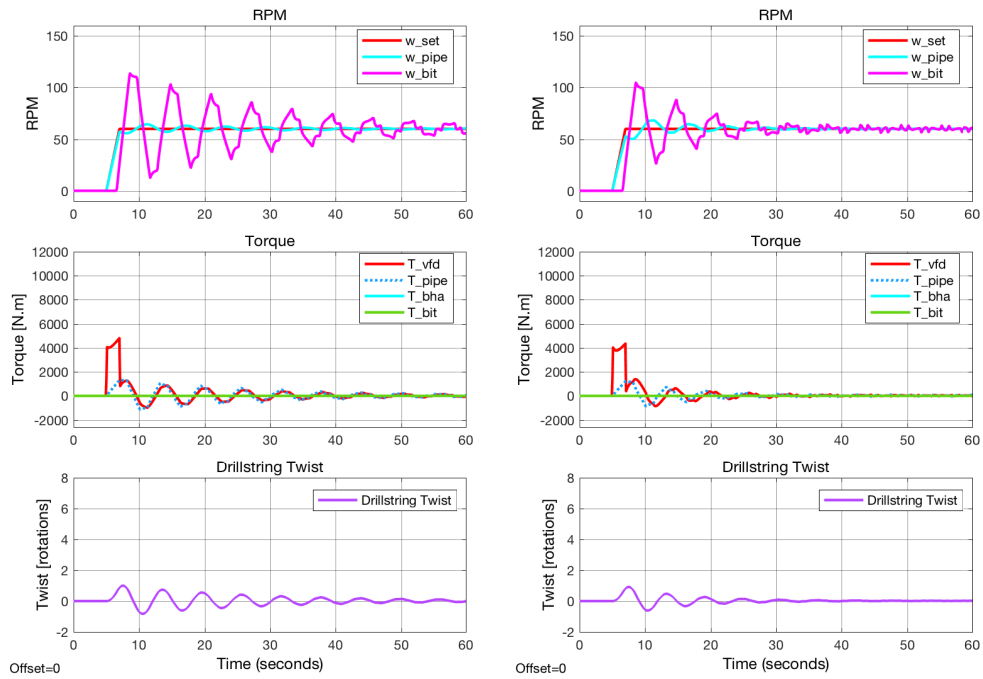 RPM
RPM
150
100
50
0
w_set
w_pipe
w_bit
0 10 20 30 40 50 60
Torque
Torque [N.m]
12000
10000
8000
6000
4000
2000
0
-2000
T_vfd
T_pipe
T_bha
T_bit
0 10 20 30 40 50 60
Drillstring Twist
Twist [rotations]
8
6
4
2
0
-2
Drillstring Twist
0 10 20 30 40 50 60
Time (seconds)
Offset=0
RPM
RPM
150
100
50
0
w_set
w_pipe
w_bit
0 10 20 30 40 50 60
Torque
Torque [N.m]
12000
10000
8000
6000
4000
2000
0
-2000
T_vfd
T_pipe
T_bha
T_bit
0 10 20 30 40 50 60
Drillstring Twist
Twist [rotations]
8
6
4
2
0
-2
Drillstring Twist
0 10 20 30 40 50 60
Time (seconds)
Offset=0